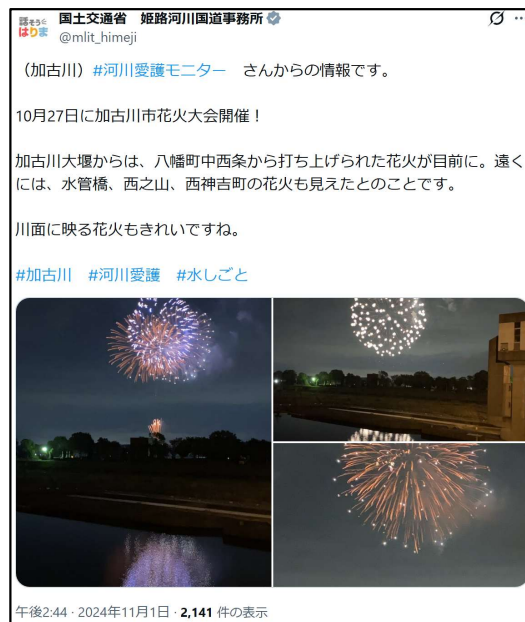 話そうぜ
はりま
国土交通省　姫路河川国道事務所
@mlit_himeji
（加古川）#河川愛護モニター　さんからの情報です。
10月27日に加古川市花火大会開催！
加古川大堰からは、八幡町中西条から打ち上げられた花火が目前に。遠く
には、水管橋、西之山、西神吉町の花火も見えたとのことです。
川面に映る花火もきれいですね。
#加古川　#河川愛護　#水しごと
午後2:44 · 2024年11月1日 · 2,141 件の表示